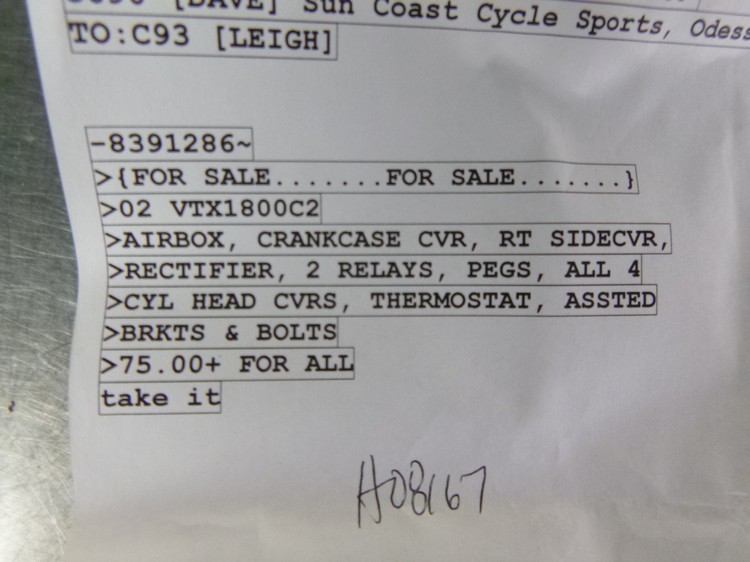 [DAVE] Sun Coast Cycle Sports, Odess
TO:C93 [LEIGH]
-8391286~
>{FOR SALE.......FOR SALE.......}
>02 VTX1800C2
>AIRBOX, CRANKCASE CVR, RT SIDECVR,
>RECTIFIER, 2 RELAYS, PEGS, ALL 4
>CYL HEAD CVRS, THERMOSTAT, ASSTED
>BRKTS & BOLTS
>75.00+ FOR ALL
take it
H08167